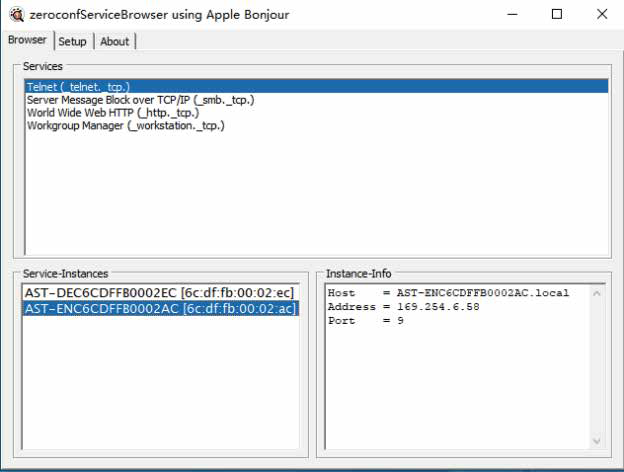 zeroconfServiceBrowser using Apple Bonjour
Browser Setup About
Services
Telnet (_telnet._tcp.)
Server Message Block over TCP/IP (_smb._tcp.)
World Wide Web HTTP (_http._tcp.)
Workgroup Manager (_workstation._tcp.)
Service-Instances
AST-DEC6CDFFB0002EC [6c:df:fb:00:02:ec]
AST-ENC6CDFFB0002AC [6c:df:fb:00:02:ac]
Instance-Info
Host = AST-ENC6CDFFB0002AC.local
Address = 169.254.6.58
Port = 9